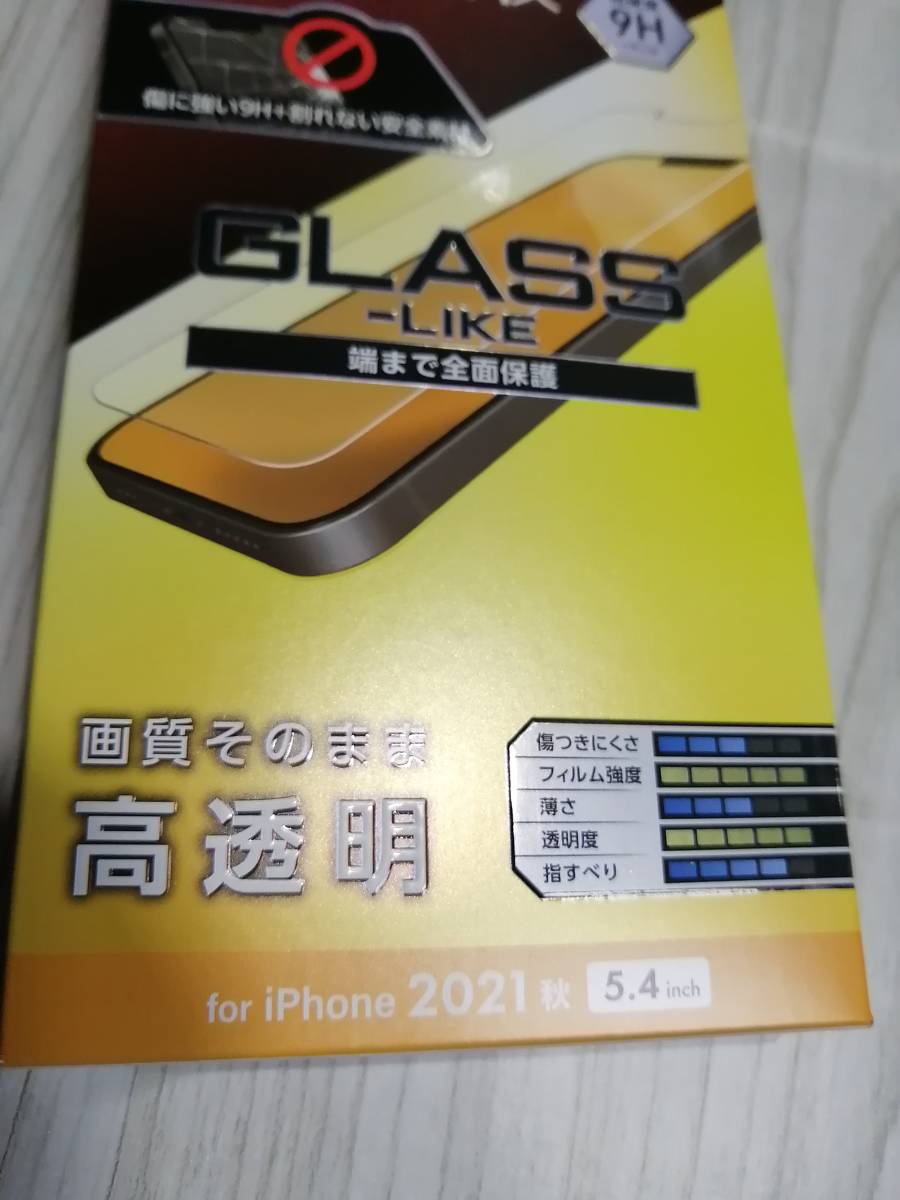 9H
傷に強い9H+割れない安全素材
GLASS
-LIKE
端まで全面保護
画質そのまま
高透明
傷つきにくさ
フィルム強度
薄さ
透明度
指すべり
for iPhone 2021 秋 5.4 inch